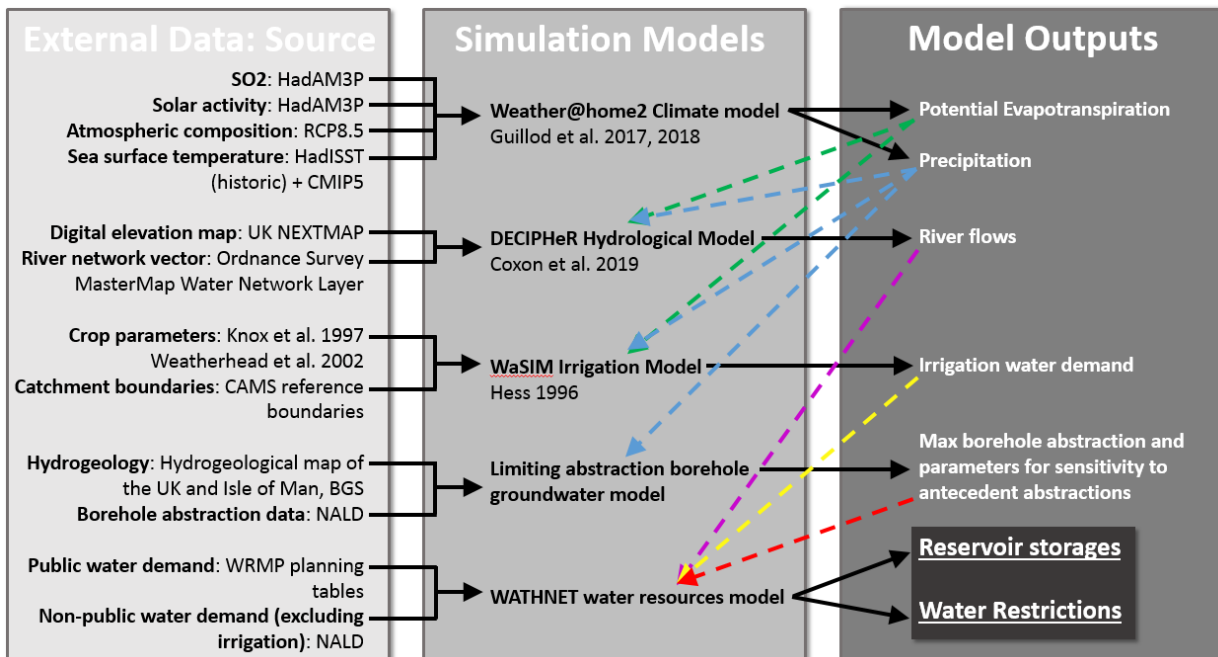 External Data: Source
SO2: HadAM3P
Solar activity: HadAM3P
Atmospheric composition: RCP8.5
Sea surface temperature: HadISST
(historic) + CMIP5
Digital elevation map: UK NEXTMAP
River network vector: Ordnance Survey
MasterMap Water Network Layer
Crop parameters: Knox et al. 1997
Weatherhead et al. 2002
Catchment boundaries: CAMS reference
boundaries
Hydrogeology: Hydrogeological map of
the UK and Isle of Man, BGS
Borehole abstraction data: NALD
Public water demand: WRMP planning
tables
Non-public water demand (excluding
irrigation): NALD
Simulation Models
Weather@home2 Climate model
Guillod et al. 2017, 2018
DECIPHeR Hydrological Model
Coxon et al. 2019
WaSIM Irrigation Model
Hess 1996
Limiting abstraction borehole
groundwater model
WATHNET water resources model
Model Outputs
Potential Evapotranspiration
Precipitation
River flows
Irrigation water demand
Max borehole abstraction and
parameters for sensitivity to
antecedent abstractions
Reservoir storages
Water Restrictions